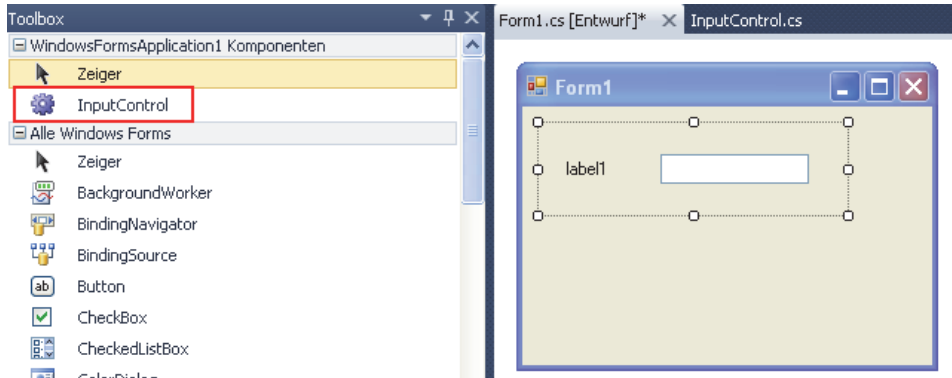 Toolbox
WindowsFormsApplication1 Komponenten
Zeiger
InputControl
Alle Windows Forms
Zeiger
BackgroundWorker
BindingNavigator
BindingSource
ab Button
CheckBox
CheckedListBox
Form1.cs [Entwurf]*
InputControl.cs
Form1
label1